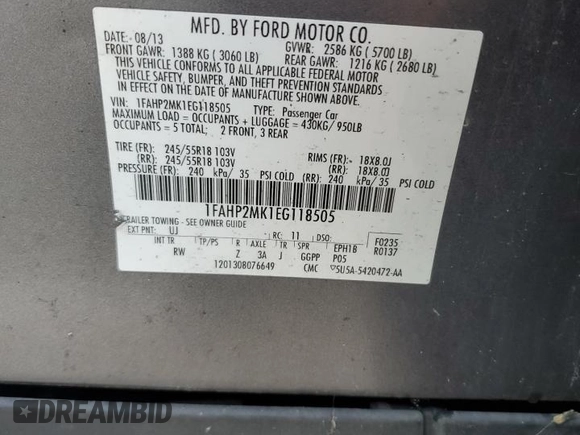 MFD. BY FORD MOTOR CO.
DATE: 08/13 GVWR: 2586 KG ( 5700 LB)
FRONT GAWR: 1388 KG ( 3060 LB) REAR GAWR: 1216 KG ( 2680 LB)
THIS VEHICLE CONFORMS TO ALL APPLICABLE FEDERAL MOTOR
VEHICLE SAFETY, BUMPER, AND THEFT PREVENTION STANDARDS
IN EFFECT ON THE DATE OF MANUFACTURE SHOWN ABOVE.
VIN: 1FAHP2MK1EG118505 TYPE: Passenger Car
MAXIMUM LOAD = OCCUPANTS + LUGGAGE = 430KG/ 950LB
OCCUPANTS = 5 TOTAL; 2 FRONT, 3 REAR
TIRE (FR): 245/55R18 103V RIMS (FR): 18X8.0J
(RR): 245/55R18 103V (RR): 18X8.0J
PRESSURE (FR): 240 kPa/ 35 PSI COLD (RR): 240 kPa/ 35 PSI COLD
1FAHP2MK1EG118505
TRAILER TOWING - SEE OWNER GUIDE
EXT PNT: UJ RC: 11 DSO: F0235
INT TR TP/PS R AXLE TR SPR EPH1B R0137
RW Z 3A J GGPP P05
1201308076649 CMC 5U5A-5420472-AA
DREAMBID